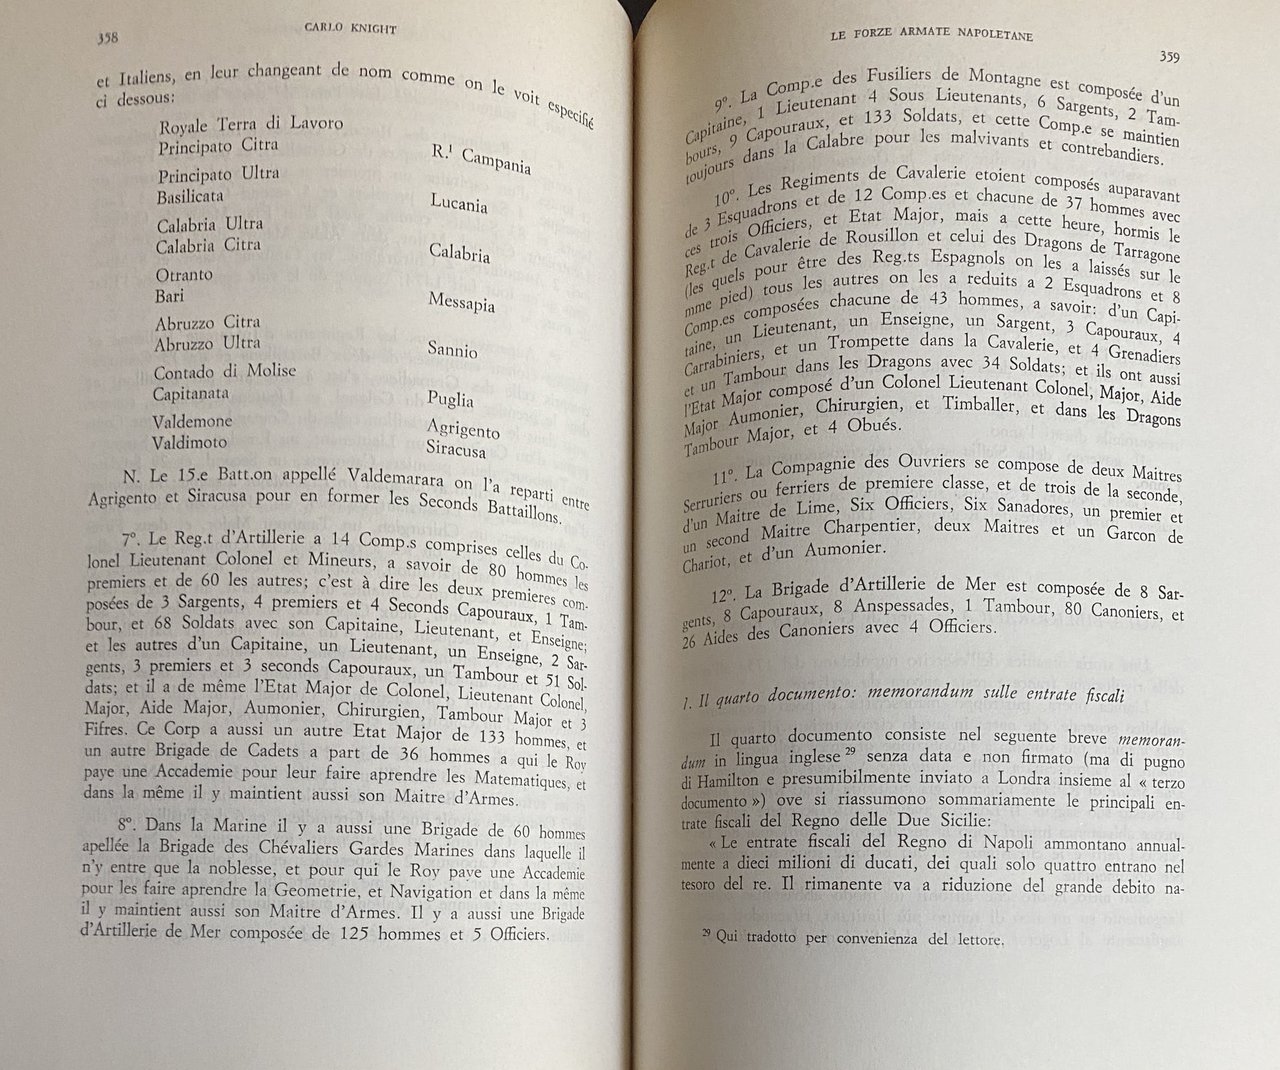 358
CARLO KNIGHT
et Italiens, en leur changeant de nom comme on le voit especifié
ci dessous:
Royale Terra di Lavoro
Principato Citra
R.¹ Campania
Principato Ultra
Basilicata
Lucania
Calabria Ultra
Calabria Citra
Calabria
Otranto
Bari
Messapia
Abruzzo Citra
Abruzzo Ultra
Sannio
Contado di Molise
Capitanata
Puglia
Valdemone
Agrigento
Valdimoto
Siracusa
N. Le 15.e Batt.on appellé Valdemarara on l'a reparti entre
Agrigento et Siracusa pour en former les Seconds Battaillons.
7°. Le Reg.t d'Artillerie a 14 Comp.s comprises celles du Co-
lonel Lieutenant Colonel et Mineurs, a savoir de 80 hommes les
premiers et de 60 les autres; c'est à dire les deux premieres com-
posées de 3 Sargents, 4 premiers et 4 Seconds Capouraux, 1 Tam-
bour, et 68 Soldats avec son Capitaine, Lieutenant, et Enseigne;
et les autres d'un Capitaine, un Lieutenant, un Enseigne, 2 Sar-
gents, 3 premiers et 3 seconds Capouraux, un Tambour et 51 Sol-
dats; et il a de même l'Etat Major de Colonel, Lieutenant Colonel,
Major, Aide Major, Aumonier, Chirurgien, Tambour Major et 3
Fifres. Ce Corp a aussi un autre Etat Major de 133 hommes, et
un autre Brigade de Cadets a part de 36 hommes a qui le Roy
paye une Accademie pour leur faire aprendre les Matematiques, et
dans la même il y maintient aussi son Maitre d'Armes.
8°. Dans la Marine il y a aussi une Brigade de 60 hommes
apellée la Brigade des Chévaliers Gardes Marines dans laquelle il
n'y entre que la noblesse, et pour qui le Roy paye une Accademie
pour les faire aprendre la Geometrie, et Navigation et dans la même
il y maintient aussi son Maitre d'Armes. Il y a aussi une Brigade
d'Artillerie de Mer composée de 125 hommes et 5 Officiers.
LE FORZE ARMATE NAPOLETANE
359
9°. La Comp.e des Fusiliers de Montagne est composée d'un
Capitaine, 1 Lieutenant 4 Sous Lieutenants, 6 Sargents, 2 Tam-
bours, 9 Capouraux, et 133 Soldats, et cette Comp.e se maintien
toujours dans la Calabre pour les malvivants et contrebandiers.
10°. Les Regiments de Cavalerie etoient composés auparavant
de 3 Esquadrons et de 12 Comp.es et chacune de 37 hommes avec
ces trois Officiers, et Etat Major, mais a cette heure, hormis le
Reg.t de Cavalerie de Rousillon et celui des Dragons de Tarragone
(les quels pour être des Reg.ts Espagnols on les a laissés sur le
mme pied) tous les autres on les a reduits a 2 Esquadrons et 8
Comp.es composées chacune de 43 hommes, a savoir: d'un Capi-
taine, un Lieutenant, un Enseigne, un Sargent, 3 Capouraux, 4
Carrabiniers, et un Trompette dans la Cavalerie, et 4 Grenadiers
et un Tambour dans les Dragons avec 34 Soldats; et ils ont aussi
l'Etat Major composé d'un Colonel Lieutenant Colonel, Major, Aide
Major Aumonier, Chirurgien, et Timballer, et dans les Dragons
Tambour Major, et 4 Obués.
11°. La Compagnie des Ouvriers se compose de deux Maitres
Serruriers ou ferriers de premiere classe, et de trois de la seconde,
d'un Maitre de Lime, Six Officiers, Six Sanadores, un premier et
un second Maitre Charpentier, deux Maitres et un Garcon de
Chariot, et d'un Aumonier.
12°. La Brigade d'Artillerie de Mer est composée de 8 Sar-
gents, 8 Capouraux, 8 Anspessades, 1 Tambour, 80 Canoniers, et
26 Aides des Canoniers avec 4 Officiers.
1. Il quarto documento: memorandum sulle entrate fiscali
Il quarto documento consiste nel seguente breve memoran-
dum in lingua inglese ²⁹ senza data e non firmato (ma di pugno
di Hamilton e presumibilmente inviato a Londra insieme al « terzo
documento ») ove si riassumono sommariamente le principali en-
trate fiscali del Regno delle Due Sicilie:
« Le entrate fiscali del Regno di Napoli ammontano annual-
mente a dieci milioni di ducati, dei quali solo quattro entrano nel
tesoro del re. Il rimanente va a riduzione del grande debito na-
²⁹ Qui tradotto per convenienza del lettore.